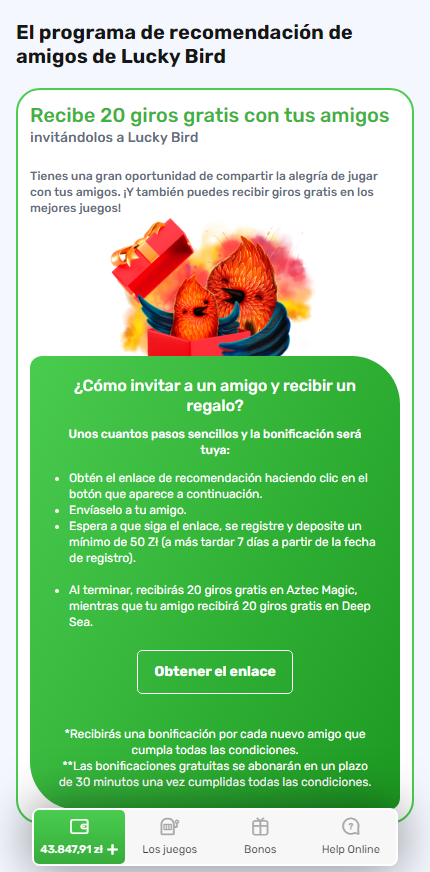 El programa de recomendación de
amigos de Lucky Bird
Recibe 20 giros gratis con tus amigos
invitándolos a Lucky Bird
Tienes una gran oportunidad de compartir la alegría de jugar
con tus amigos. ¡Y también puedes recibir giros gratis en los
mejores juegos!
¿Cómo invitar a un amigo y recibir un
regalo?
Unos cuantos pasos sencillos y la bonificación será
tuya:
Obtén el enlace de recomendación haciendo clic en el
botón que aparece a continuación.
Envíaselo a tu amigo.
Espera a que siga el enlace, se registre y deposite un
mínimo de 50 Zł (a más tardar 7 días a partir de la fecha
de registro).
Al terminar, recibirás 20 giros gratis en Aztec Magic,
mientras que tu amigo recibirá 20 giros gratis en Deep
Sea.
Obtener el enlace
*Recibirás una bonificación por cada nuevo amigo que
cumpla todas las condiciones.
**Las bonificaciones gratuitas se abonarán en un plazo
de 30 minutos una vez cumplidas todas las condiciones.
43.847,91 zł +
Los juegos
Bonos
Help Online